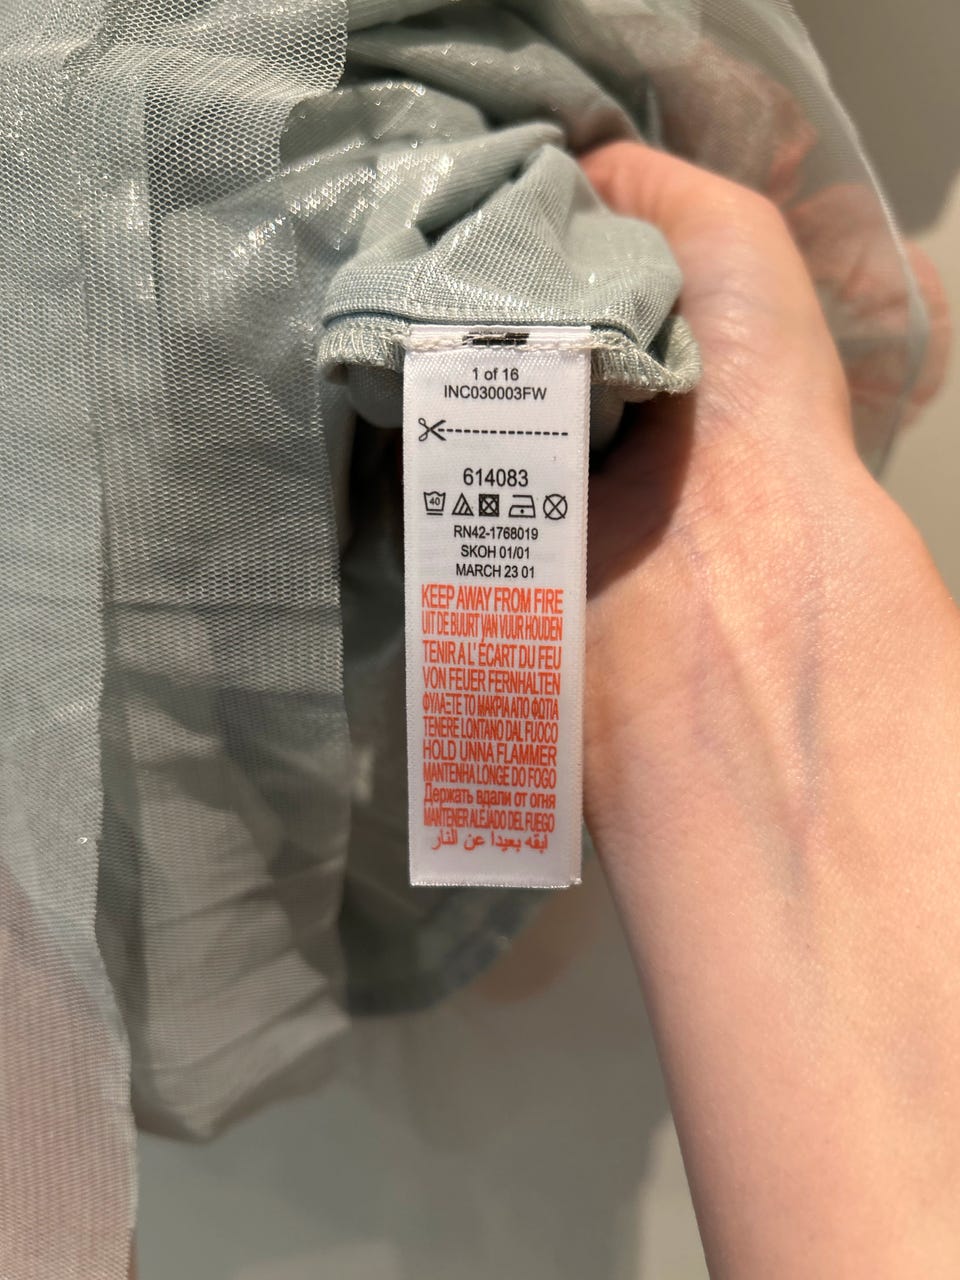 1 of 16
INC030003FW
614083
40
RN42-1768019
SKOH 01/01
MARCH 23 01
KEEP AWAY FROM FIRE
UIT DE BUURT VAN VUUR HOUDEN
TENIR A L' ÉCART DU FEU
VON FEUER FERNHALTEN
ΦΥΛΑΞΤΕ ΤΟ ΜΑΚΡΙΑ ΑΠΟ ΦΩΤΙΑ
TENERE LONTANO DAL FUOCO
HOLD UNNA FLAMMER
MANTENHA LONGE DO FOGO
Держать вдали от огня
MANTENER ALEJADO DEL FUEGO
ابقه بعيدا عن النار